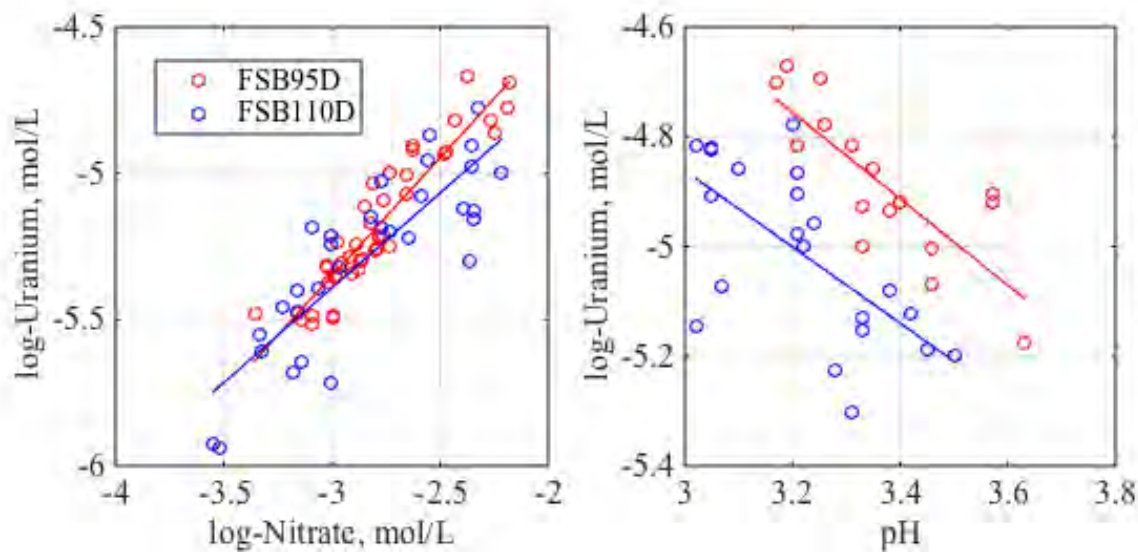 -4.5
-5
-5.5
-6
log-Uranium, mol/L
FSB95D
FSB110D
-4 -3.5 -3 -2.5 -2
log-Nitrate, mol/L
-4.6
-4.8
-5
-5.2
-5.4
log-Uranium, mol/L
3 3.2 3.4 3.6 3.8
pH